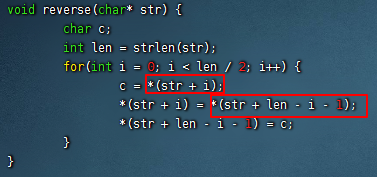 void reverse(char* str) {
char c;
int len = strlen(str);
for(int i = 0; i < len / 2; i++) {
c = *(str + i);
*(str + i) = *(str + len - i - 1);
*(str + len - i - 1) = c;
}
}